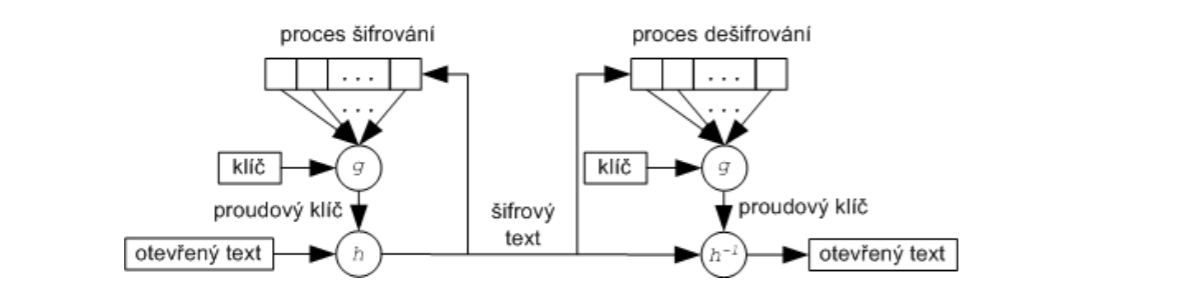 proces šifrování
proces dešifrování
. . .
. . .
. . .
. . .
klíč
g
klíč
g
proudový klíč
šifrový
text
proudový klíč
otevřený text
h
h⁻¹
otevřený text